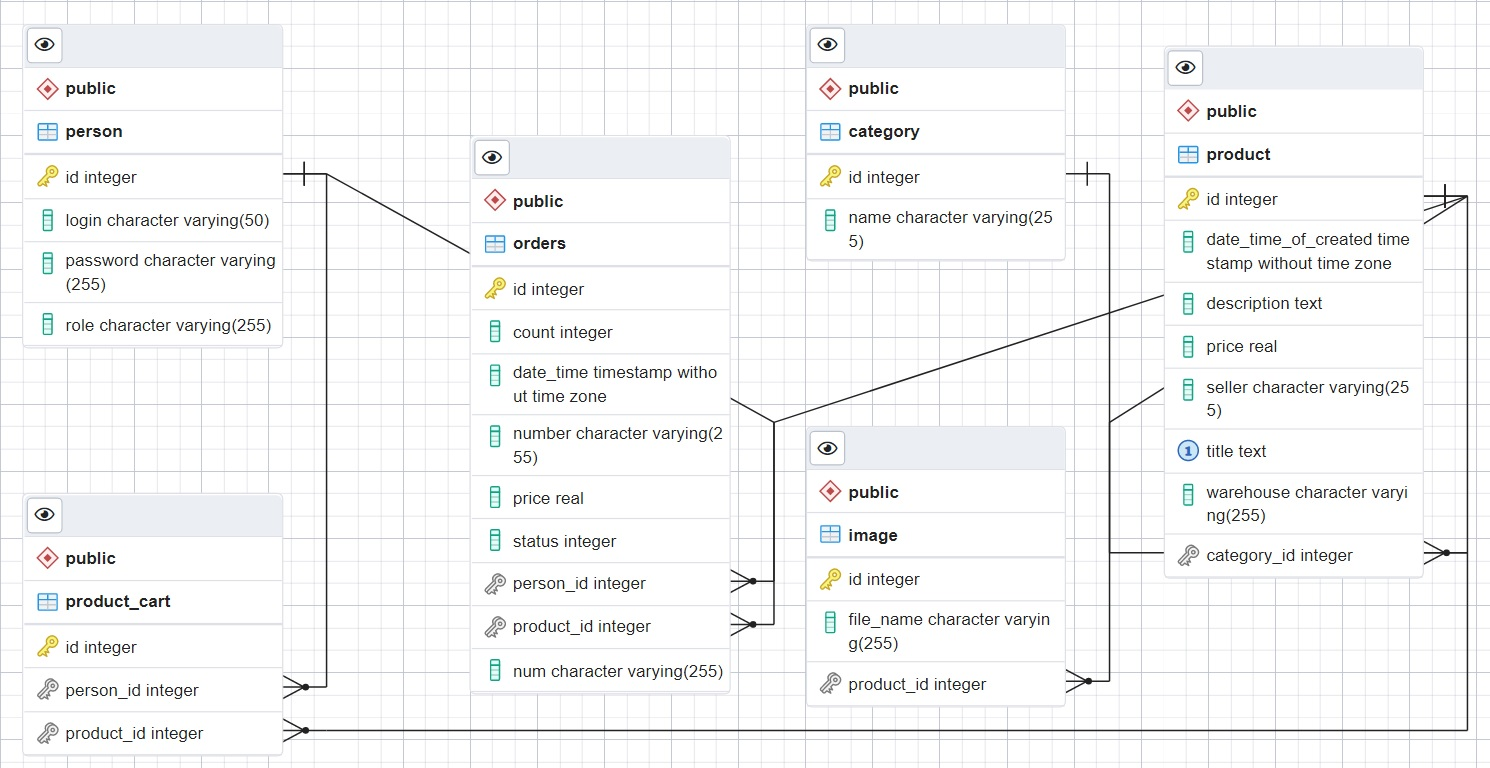 public
person
id integer
login character varying(50)
password character varying
(255)
role character varying(255)
public
product_cart
id integer
person_id integer
product_id integer
public
orders
id integer
count integer
date_time timestamp witho
ut time zone
number character varying(2
55)
price real
status integer
person_id integer
product_id integer
num character varying(255)
public
category
id integer
name character varying(25
5)
public
image
id integer
file_name character varyin
g(255)
product_id integer
public
product
id integer
date_time_of_created time
stamp without time zone
description text
price real
seller character varying(25
5)
1 title text
warehouse character varyi
ng(255)
category_id integer